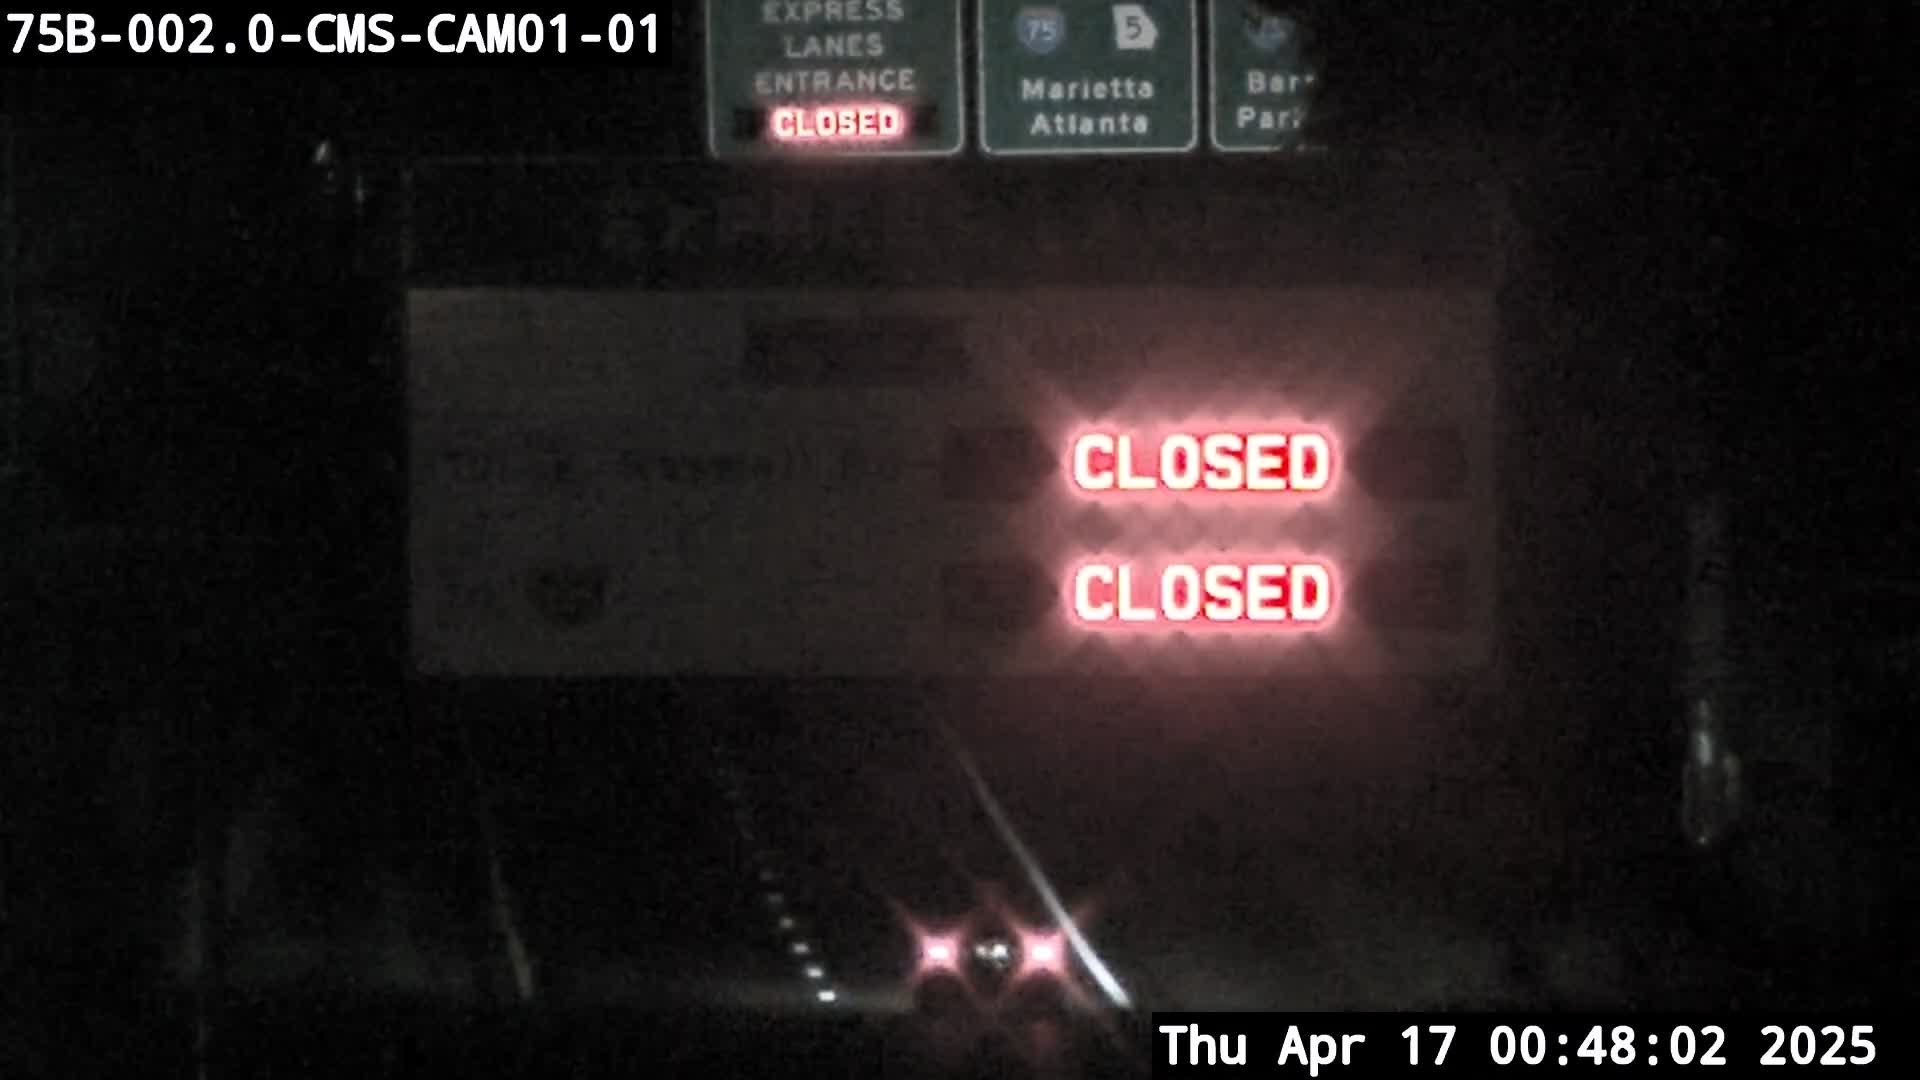 75B-002.0-CMS-CAM01-01
EXPRESS
LANES
ENTRANCE
CLOSED
75 5
Marietta
Atlanta
CLOSED
CLOSED
Thu Apr 17 00:48:02 2025